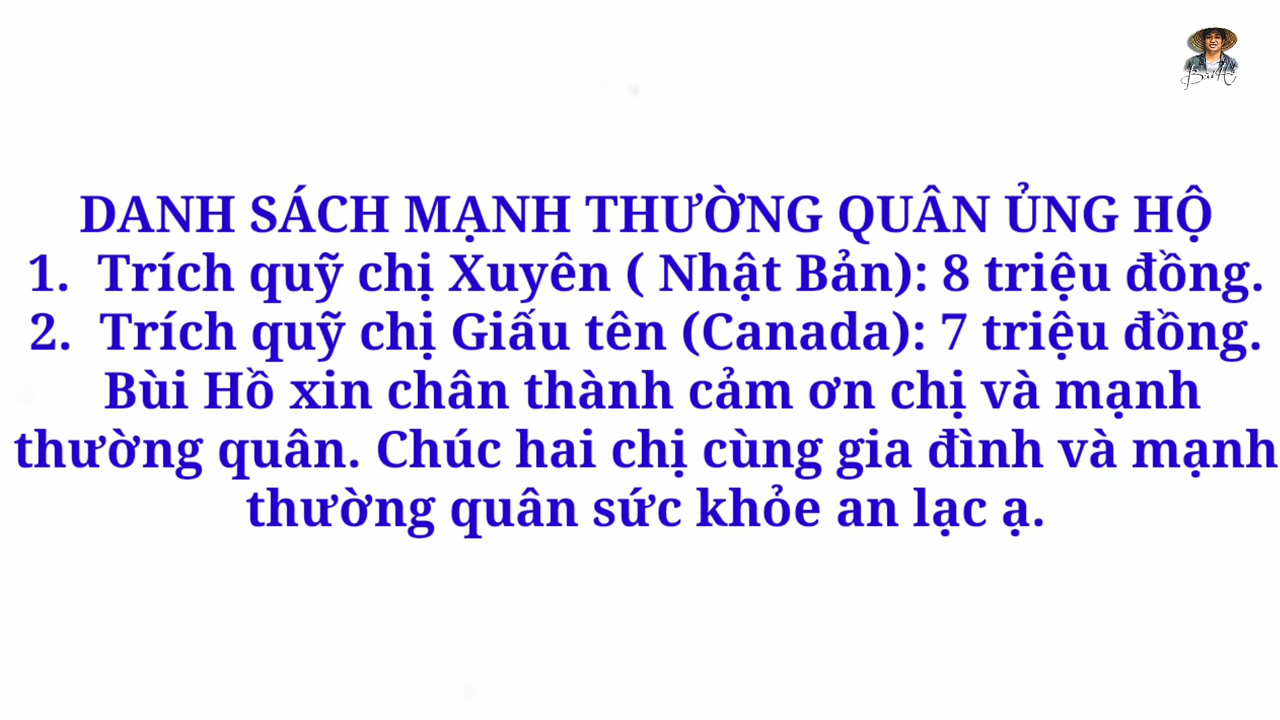 DANH SÁCH MẠNH THƯỜNG QUÂN ỦNG HỘ
1. Trích quỹ chị Xuyên ( Nhật Bản): 8 triệu đồng.
2. Trích quỹ chị Giấu tên (Canada): 7 triệu đồng.
Bùi Hồ xin chân thành cảm ơn chị và mạnh
thường quân. Chúc hai chị cùng gia đình và mạnh
thường quân sức khỏe an lạc ạ.